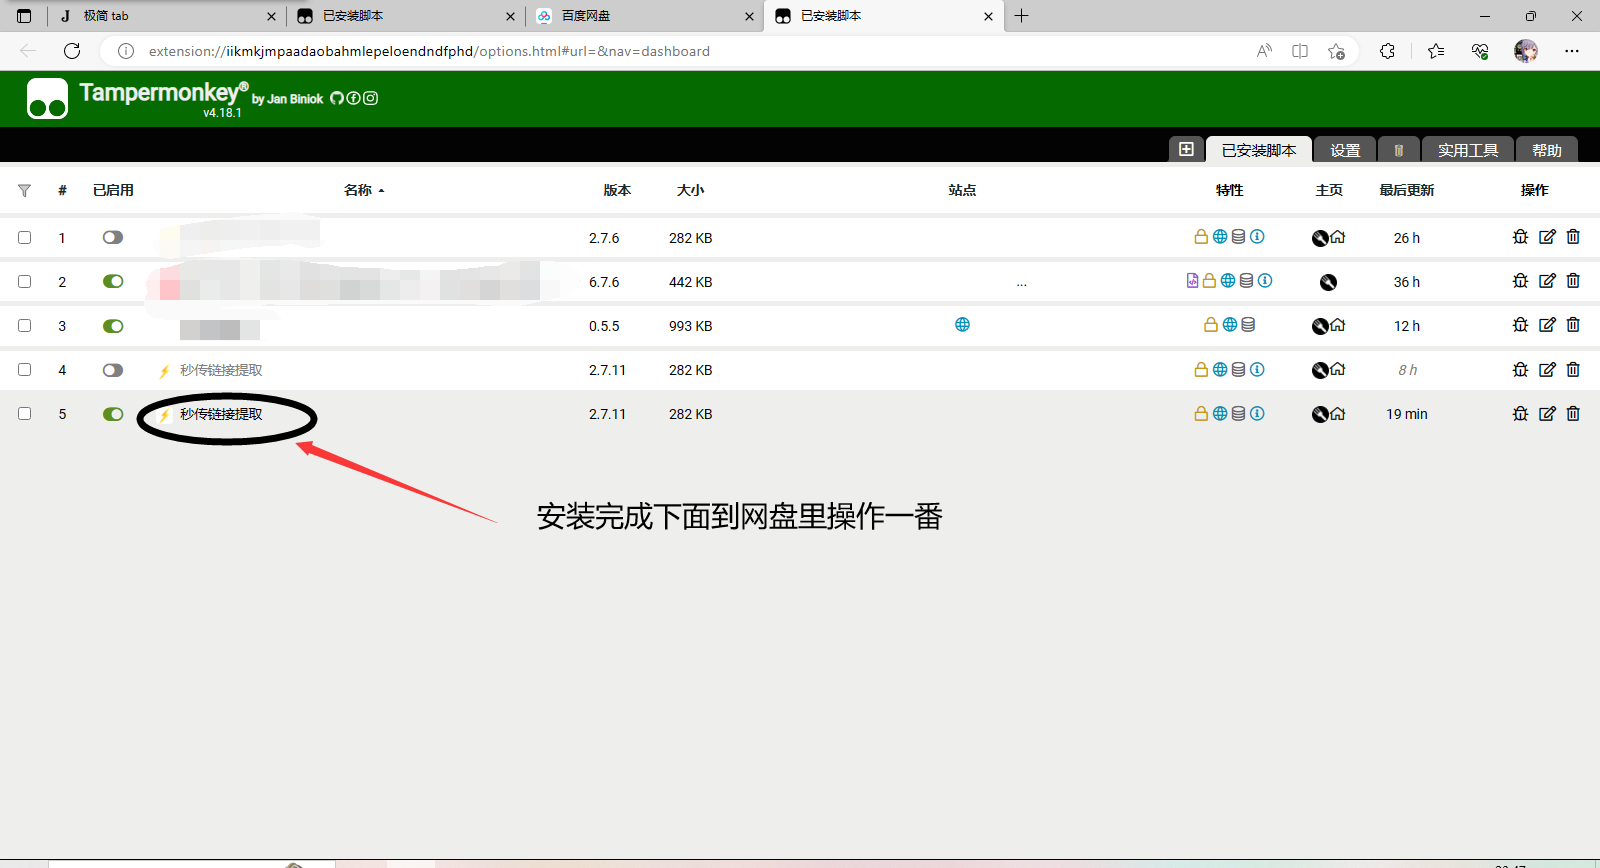 极简 tab
已安装脚本
百度网盘
已安装脚本
extension://iikmkjmpaadaobahmlepeloendndfphd/options.html#url=&nav=dashboard
Tampermonkey® by Jan Biniok
v4.18.1
已安装脚本 设置 实用工具 帮助
# 已启用 名称 版本 大小 站点 特性 主页 最后更新 操作
1 2.7.6 282 KB 26 h
2 6.7.6 442 KB ... 36 h
3 0.5.5 993 KB 12 h
4 秒传链接提取 2.7.11 282 KB 8 h
5 秒传链接提取 2.7.11 282 KB 19 min
安装完成下面到网盘里操作一番